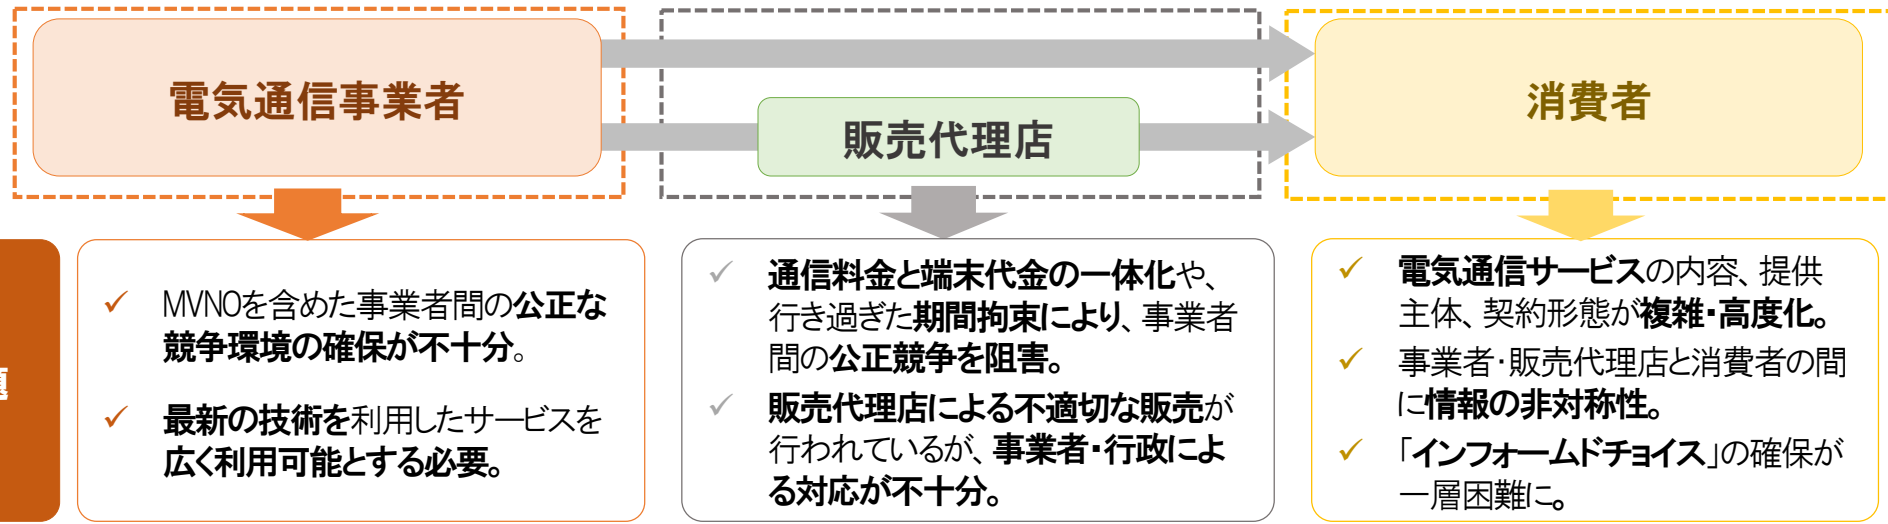 電気通信事業者
販売代理店
消費者
題
✓ MVNOを含めた事業者間の公正な
競争環境の確保が不十分。
✓ 最新の技術を利用したサービスを
広く利用可能とする必要。
✓ 通信料金と端末代金の一体化や、
行き過ぎた期間拘束により、事業者
間の公正競争を阻害。
✓ 販売代理店による不適切な販売が
行われているが、事業者・行政によ
る対応が不十分。
✓ 電気通信サービスの内容、提供
主体、契約形態が複雑・高度化。
✓ 事業者・販売代理店と消費者の間
に情報の非対称性。
✓ 「インフォームドチョイス」の確保が
一層困難に。